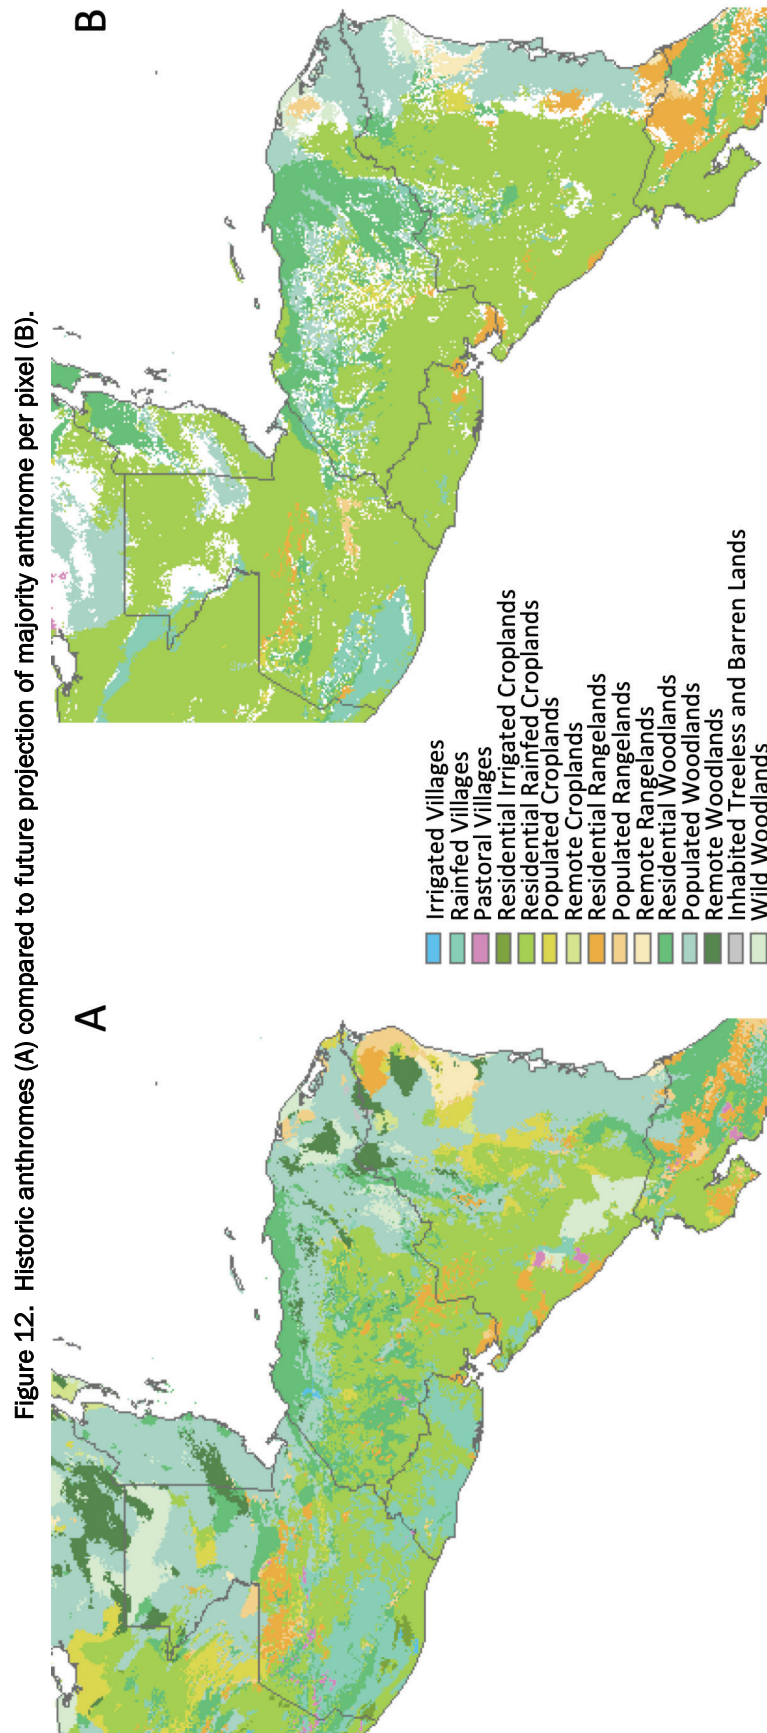 Figure 12. Historic anthromes (A) compared to future projection of majority anthrome per pixel (B).
A
B
Irrigated Villages
Rainfed Villages
Pastoral Villages
Residential Irrigated Croplands
Residential Rainfed Croplands
Populated Croplands
Remote Croplands
Residential Rangelands
Populated Rangelands
Remote Rangelands
Residential Woodlands
Populated Woodlands
Remote Woodlands
Inhabited Treeless and Barren Lands
Wild Woodlands